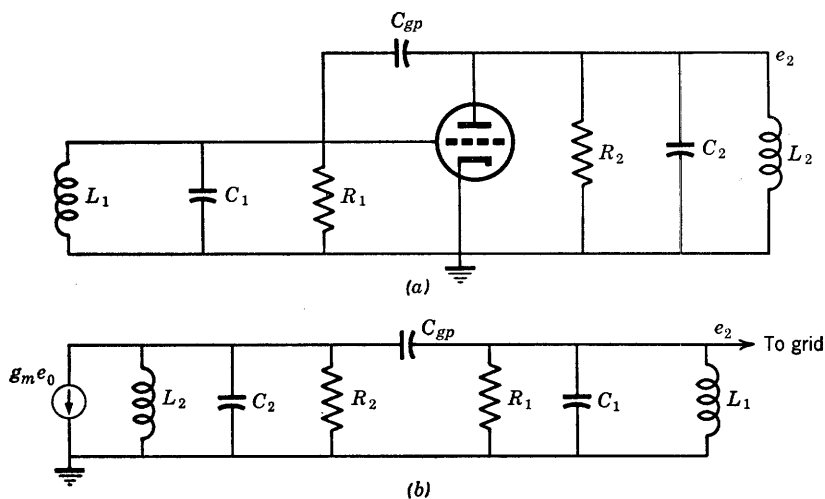 C_gp
e_2
L_1
C_1
R_1
R_2
C_2
L_2
(a)
C_gp
e_2
To grid
g_m e_0
L_2
C_2
R_2
R_1
C_1
L_1
(b)